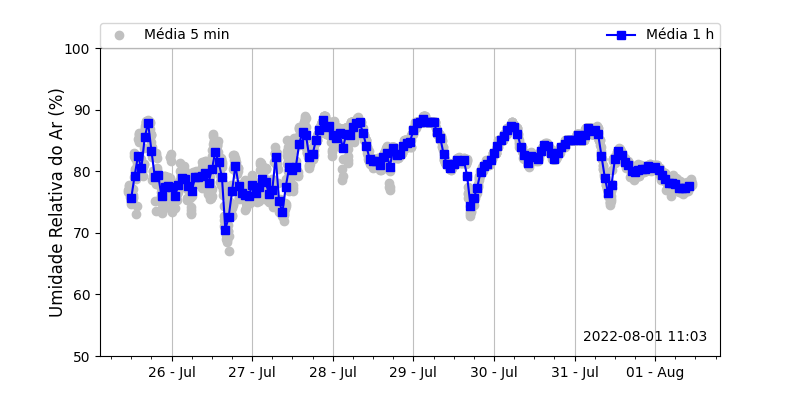 Média 5 min
Média 1 h
Umidade Relativa do Ar (%)
100
90
80
70
60
50
2022-08-01 11:03
26 - Jul
27 - Jul
28 - Jul
29 - Jul
30 - Jul
31 - Jul
01 - Aug